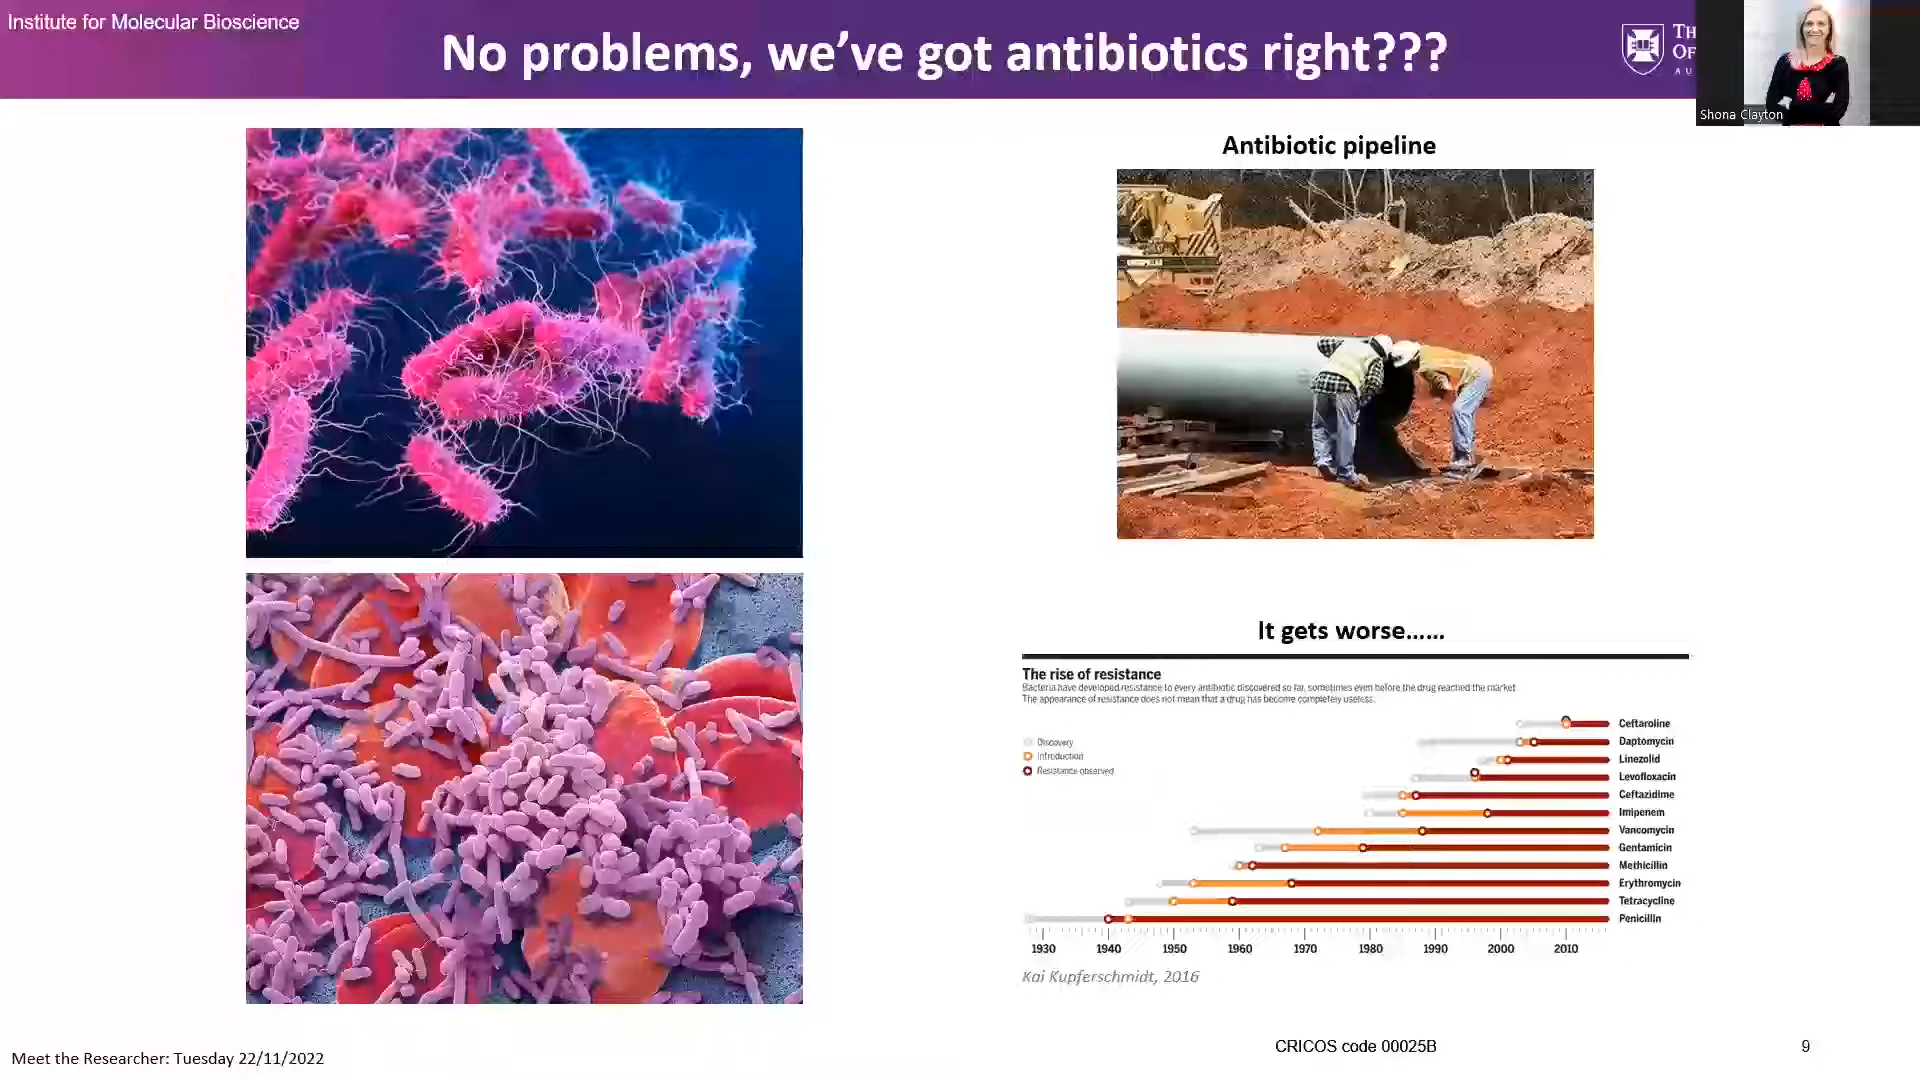 Institute for Molecular Bioscience
No problems, we’ve got antibiotics right???
TH
OF
AU
Shona Clayton
Antibiotic pipeline
It gets worse......
The rise of resistance
Bacteria have developed resistance to every antibiotic discovered so far, sometimes even before the drug reached the market
The appearance of resistance does not mean that a drug has become completely useless.
Discovery
Introduction
Resistance observed
Ceftaroline
Daptomycin
Linezolid
Levofloxacin
Ceftazidime
Imipenem
Vancomycin
Gentamicin
Methicillin
Erythromycin
Tetracycline
Penicillin
1930 1940 1950 1960 1970 1980 1990 2000 2010
Kai Kupferschmidt, 2016
Meet the Researcher: Tuesday 22/11/2022
CRICOS code 00025B
9